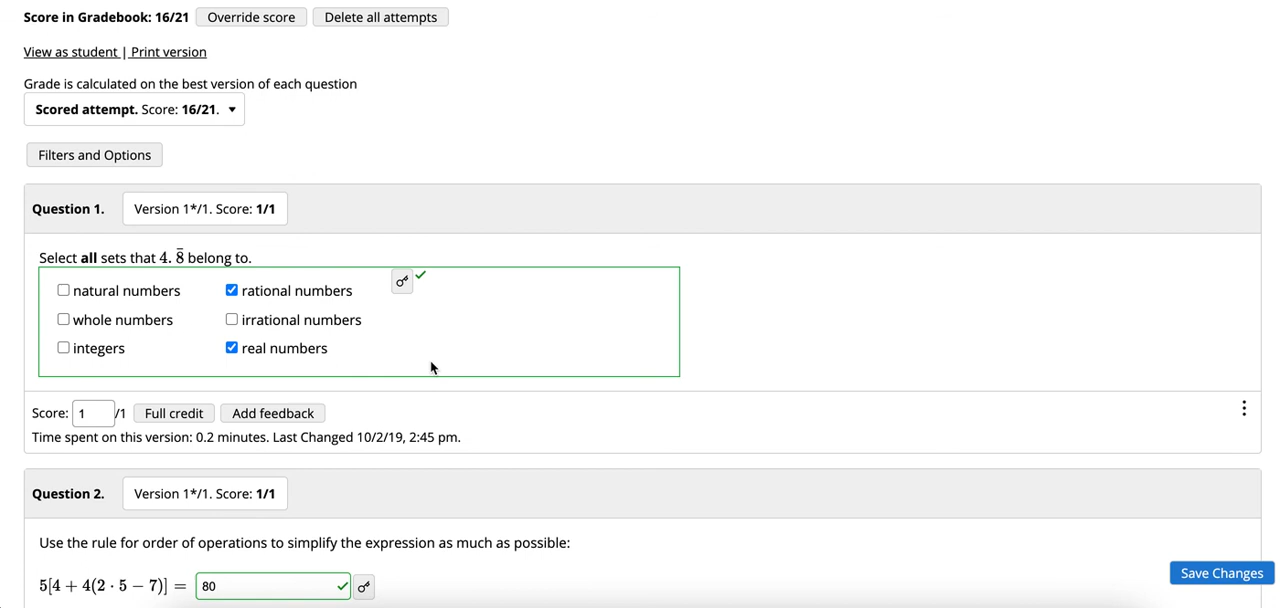 Score in Gradebook: 16/21 Override score Delete all attempts
View as student | Print version
Grade is calculated on the best version of each question
Scored attempt. Score: 16/21. ▼
Filters and Options
Question 1. Version 1*/1. Score: 1/1
Select all sets that 4. 8̄ belong to.
natural numbers rational numbers
whole numbers irrational numbers
integers real numbers
Score: 1 /1 Full credit Add feedback
Time spent on this version: 0.2 minutes. Last Changed 10/2/19, 2:45 pm.
Question 2. Version 1*/1. Score: 1/1
Use the rule for order of operations to simplify the expression as much as possible:
5[4 + 4(2 · 5 − 7)] = 80
Save Changes